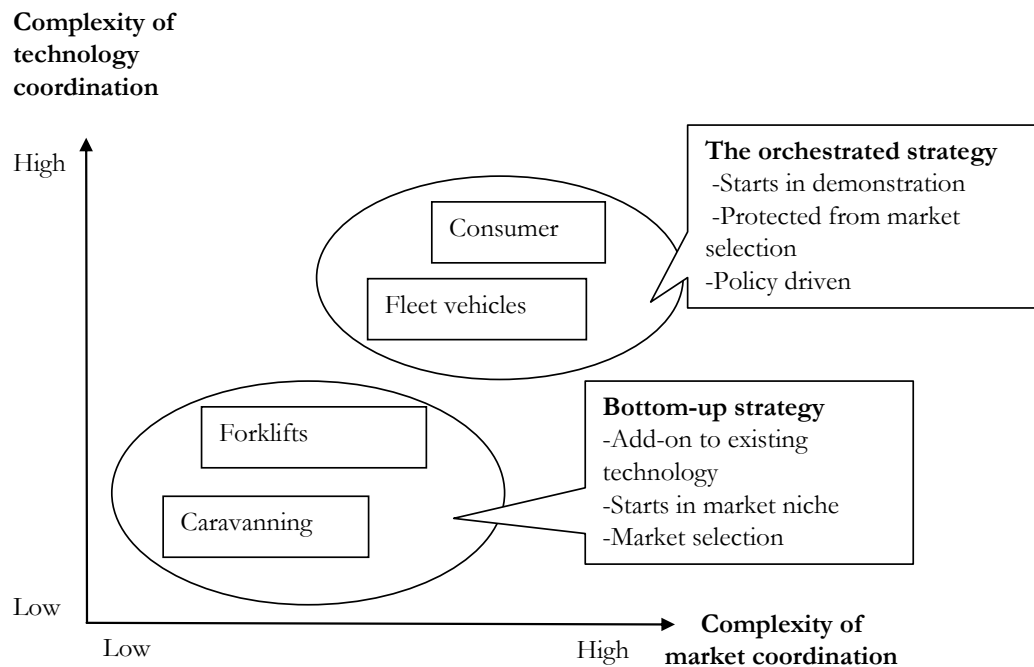 Complexity of
technology
coordination
High
The orchestrated strategy
-Starts in demonstration
-Protected from market
selection
-Policy driven
Consumer
Fleet vehicles
Bottom-up strategy
-Add-on to existing
technology
-Starts in market niche
-Market selection
Forklifts
Caravanning
Low
Low
High
Complexity of
market coordination